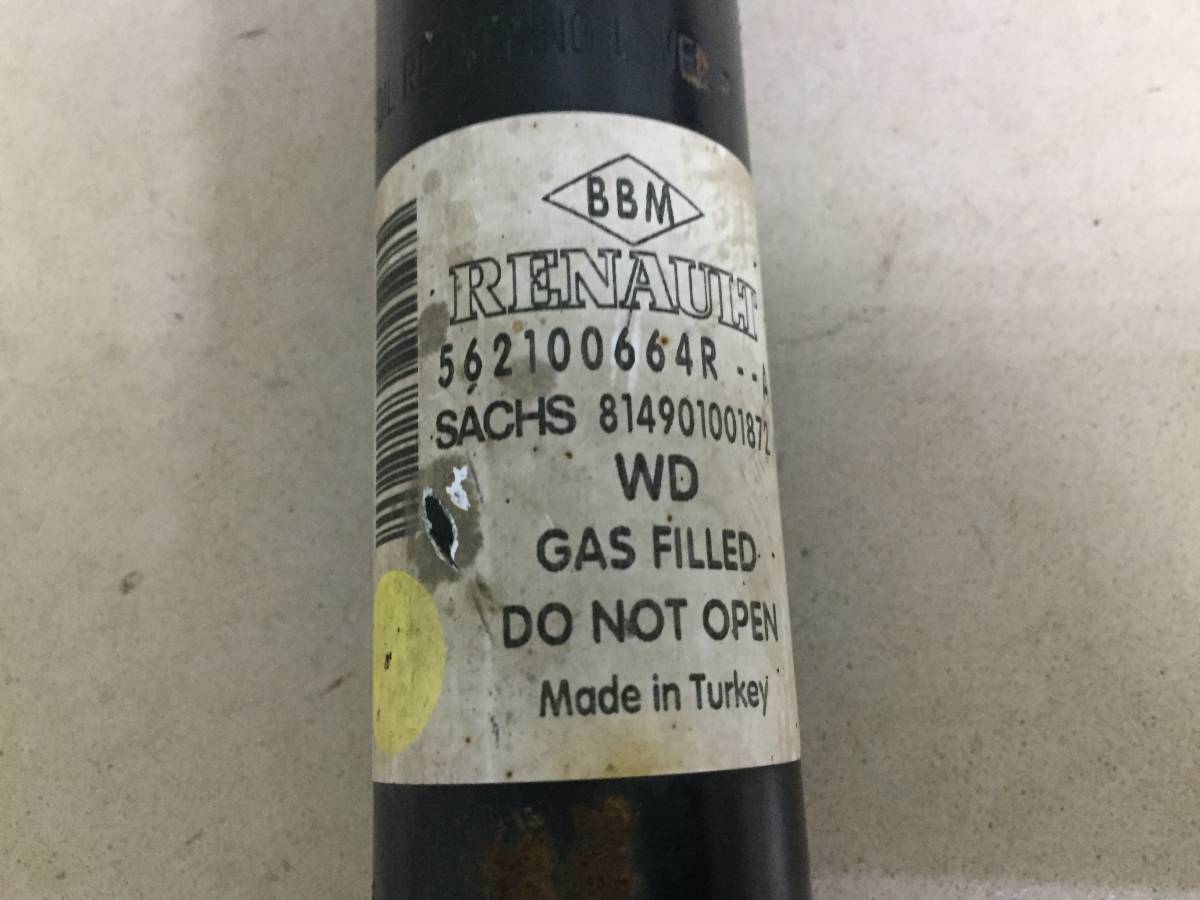 BBM
RENAULT
562100664R --A
SACHS 814901001872
WD
GAS FILLED
DO NOT OPEN
Made in Turkey